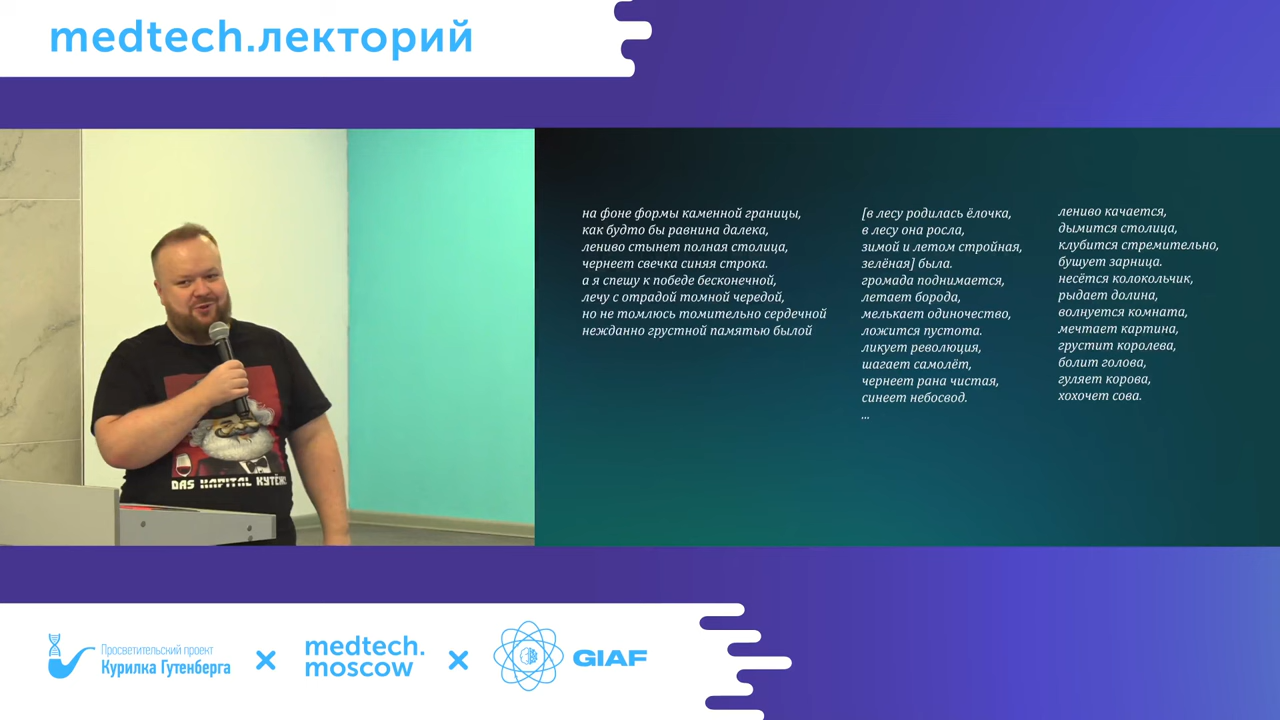 medtech.лекторий
DAS KAPITAL КУТЁЖ!
на фоне формы каменной границы,
как будто бы равнина далека,
лениво стынет полная столица,
чернеет свечка синяя строка.
а я спешу к победе бесконечной,
лечу с отрадой томной чередой,
но не томлюсь томительно сердечной
нежданно грустной памятью былой
[в лесу родилась ёлочка,
в лесу она росла,
зимой и летом стройная,
зелёная] была.
громада поднимается,
летает борода,
мелькает одиночество,
ложится пустота.
ликует революция,
шагает самолёт,
чернеет рана чистая,
синеет небосвод.
...
лениво качается,
дымится столица,
клубится стремительно,
бушует зарница.
несётся колокольчик,
рыдает долина,
волнуется комната,
мечтает картина,
грустит королева,
болит голова,
гуляет корова,
хохочет сова.
Просветительский проект
Курилка Гутенберга
medtech.
moscow
GIAF